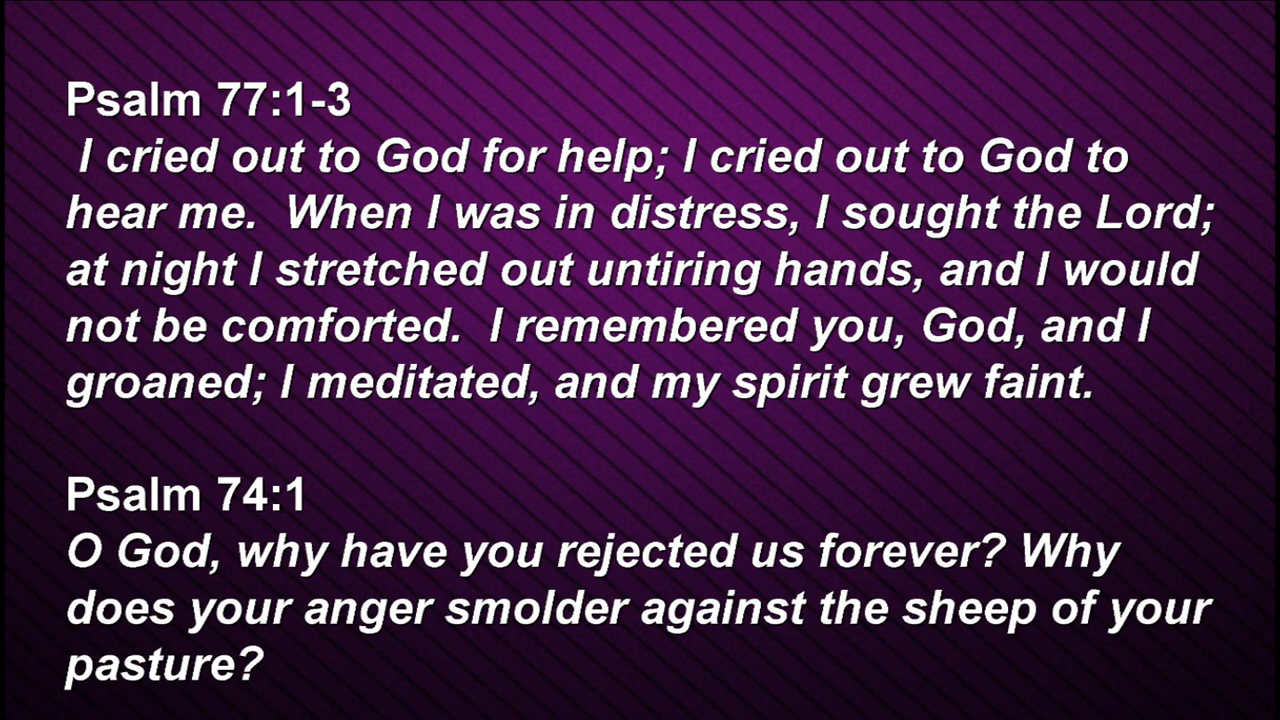 Psalm 77:1-3
I cried out to God for help; I cried out to God to
hear me.  When I was in distress, I sought the Lord;
at night I stretched out untiring hands, and I would
not be comforted.  I remembered you, God, and I
groaned; I meditated, and my spirit grew faint.
Psalm 74:1
O God, why have you rejected us forever? Why
does your anger smolder against the sheep of your
pasture?